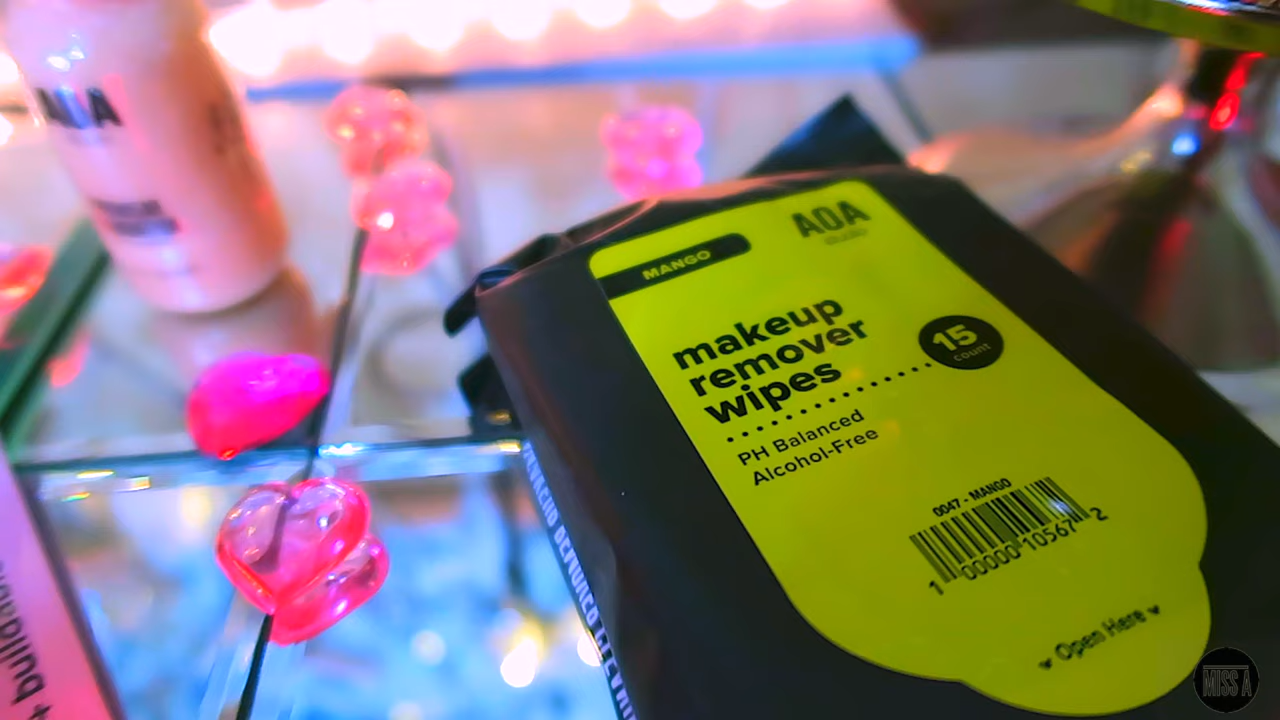 AOA
MANGO
AOA
makeup
remover
wipes
15
count
PH Balanced
Alcohol-Free
0047 - MANGO
1 00000 10567 2
♥ Open Here ♥
MISS A